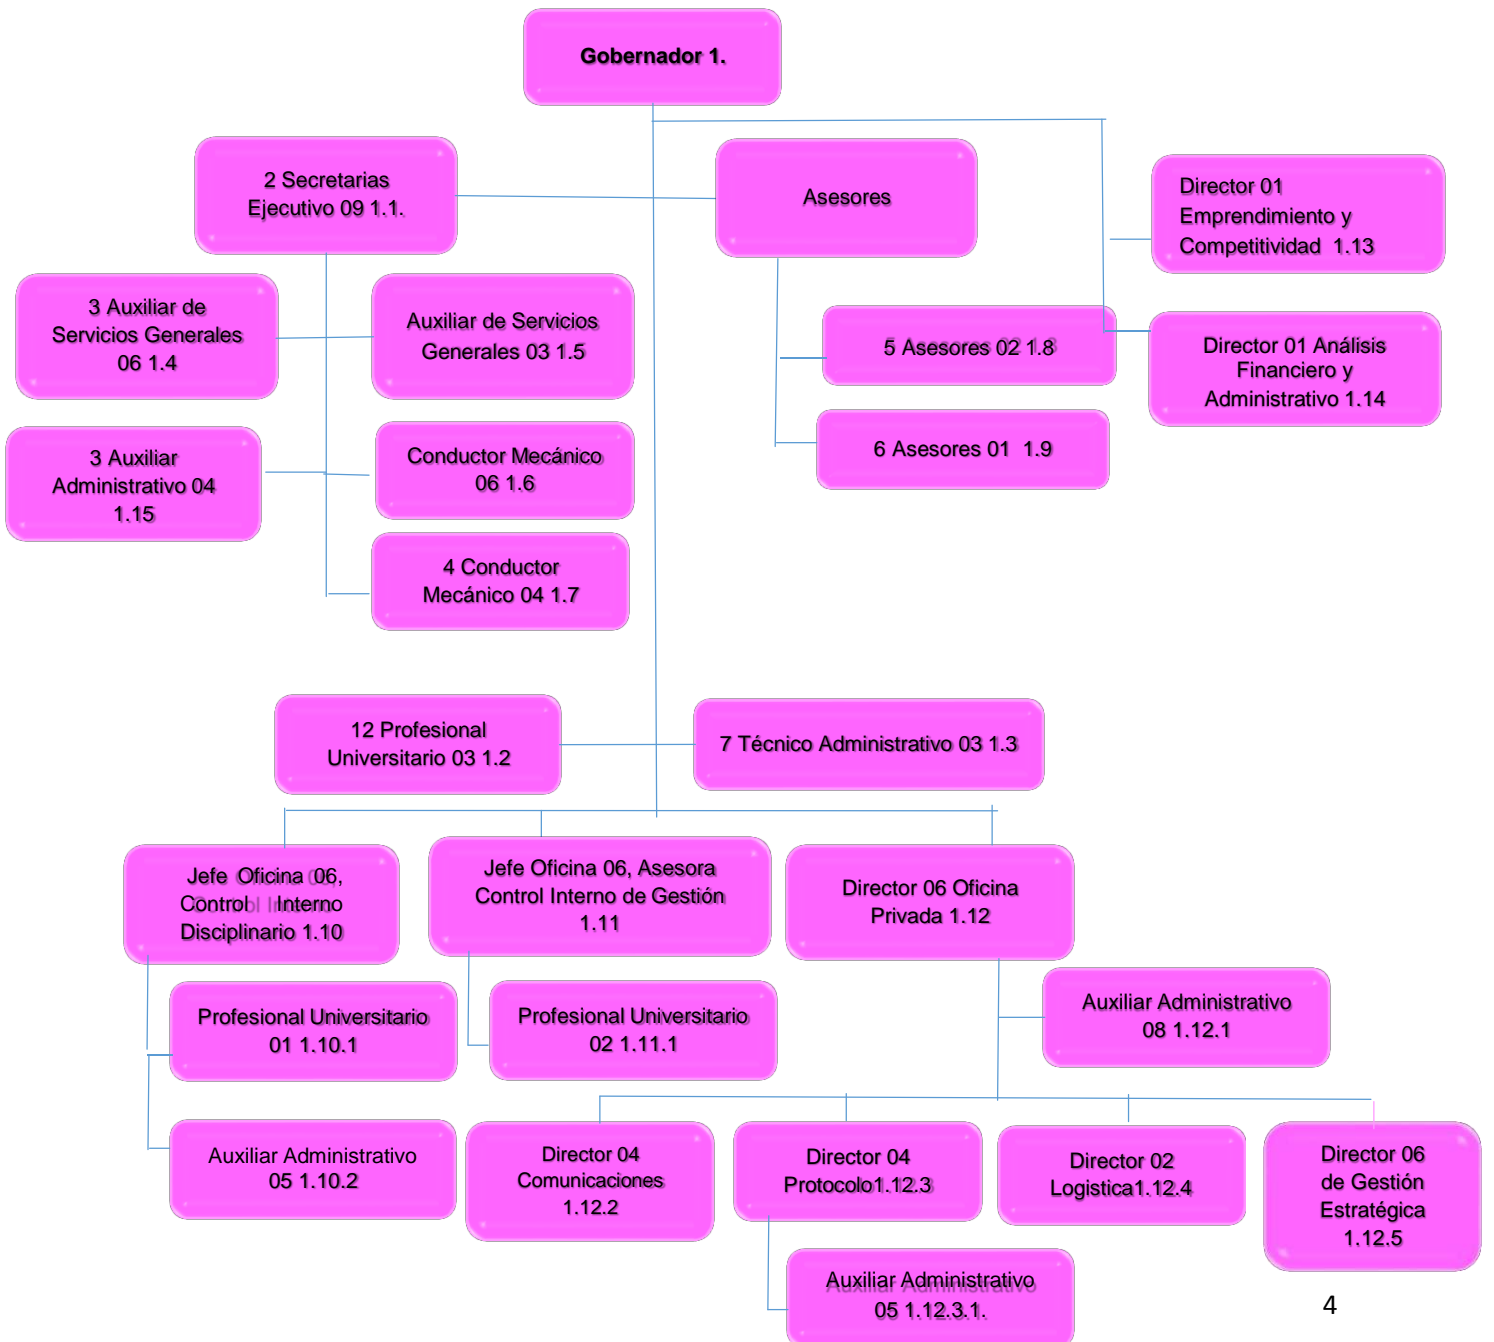 Gobernador 1.
2 Secretarias
Ejecutivo 09 1.1.
Asesores
Director 01
Emprendimiento y
Competitividad 1.13
3 Auxiliar de
Servicios Generales
06 1.4
Auxiliar de Servicios
Generales 03 1.5
5 Asesores 02 1.8
Director 01 Análisis
Financiero y
Administrativo 1.14
3 Auxiliar
Administrativo 04
1.15
Conductor Mecánico
06 1.6
6 Asesores 01 1.9
4 Conductor
Mecánico 04 1.7
12 Profesional
Universitario 03 1.2
7 Técnico Administrativo 03 1.3
Jefe Oficina 06,
Control Interno
Disciplinario 1.10
Jefe Oficina 06, Asesora
Control Interno de Gestión
1.11
Director 06 Oficina
Privada 1.12
Profesional Universitario
01 1.10.1
Profesional Universitario
02 1.11.1
Auxiliar Administrativo
08 1.12.1
Auxiliar Administrativo
05 1.10.2
Director 04
Comunicaciones
1.12.2
Director 04
Protocolo1.12.3
Director 02
Logistica1.12.4
Director 06
de Gestión
Estratégica
1.12.5
Auxiliar Administrativo
05 1.12.3.1.
4